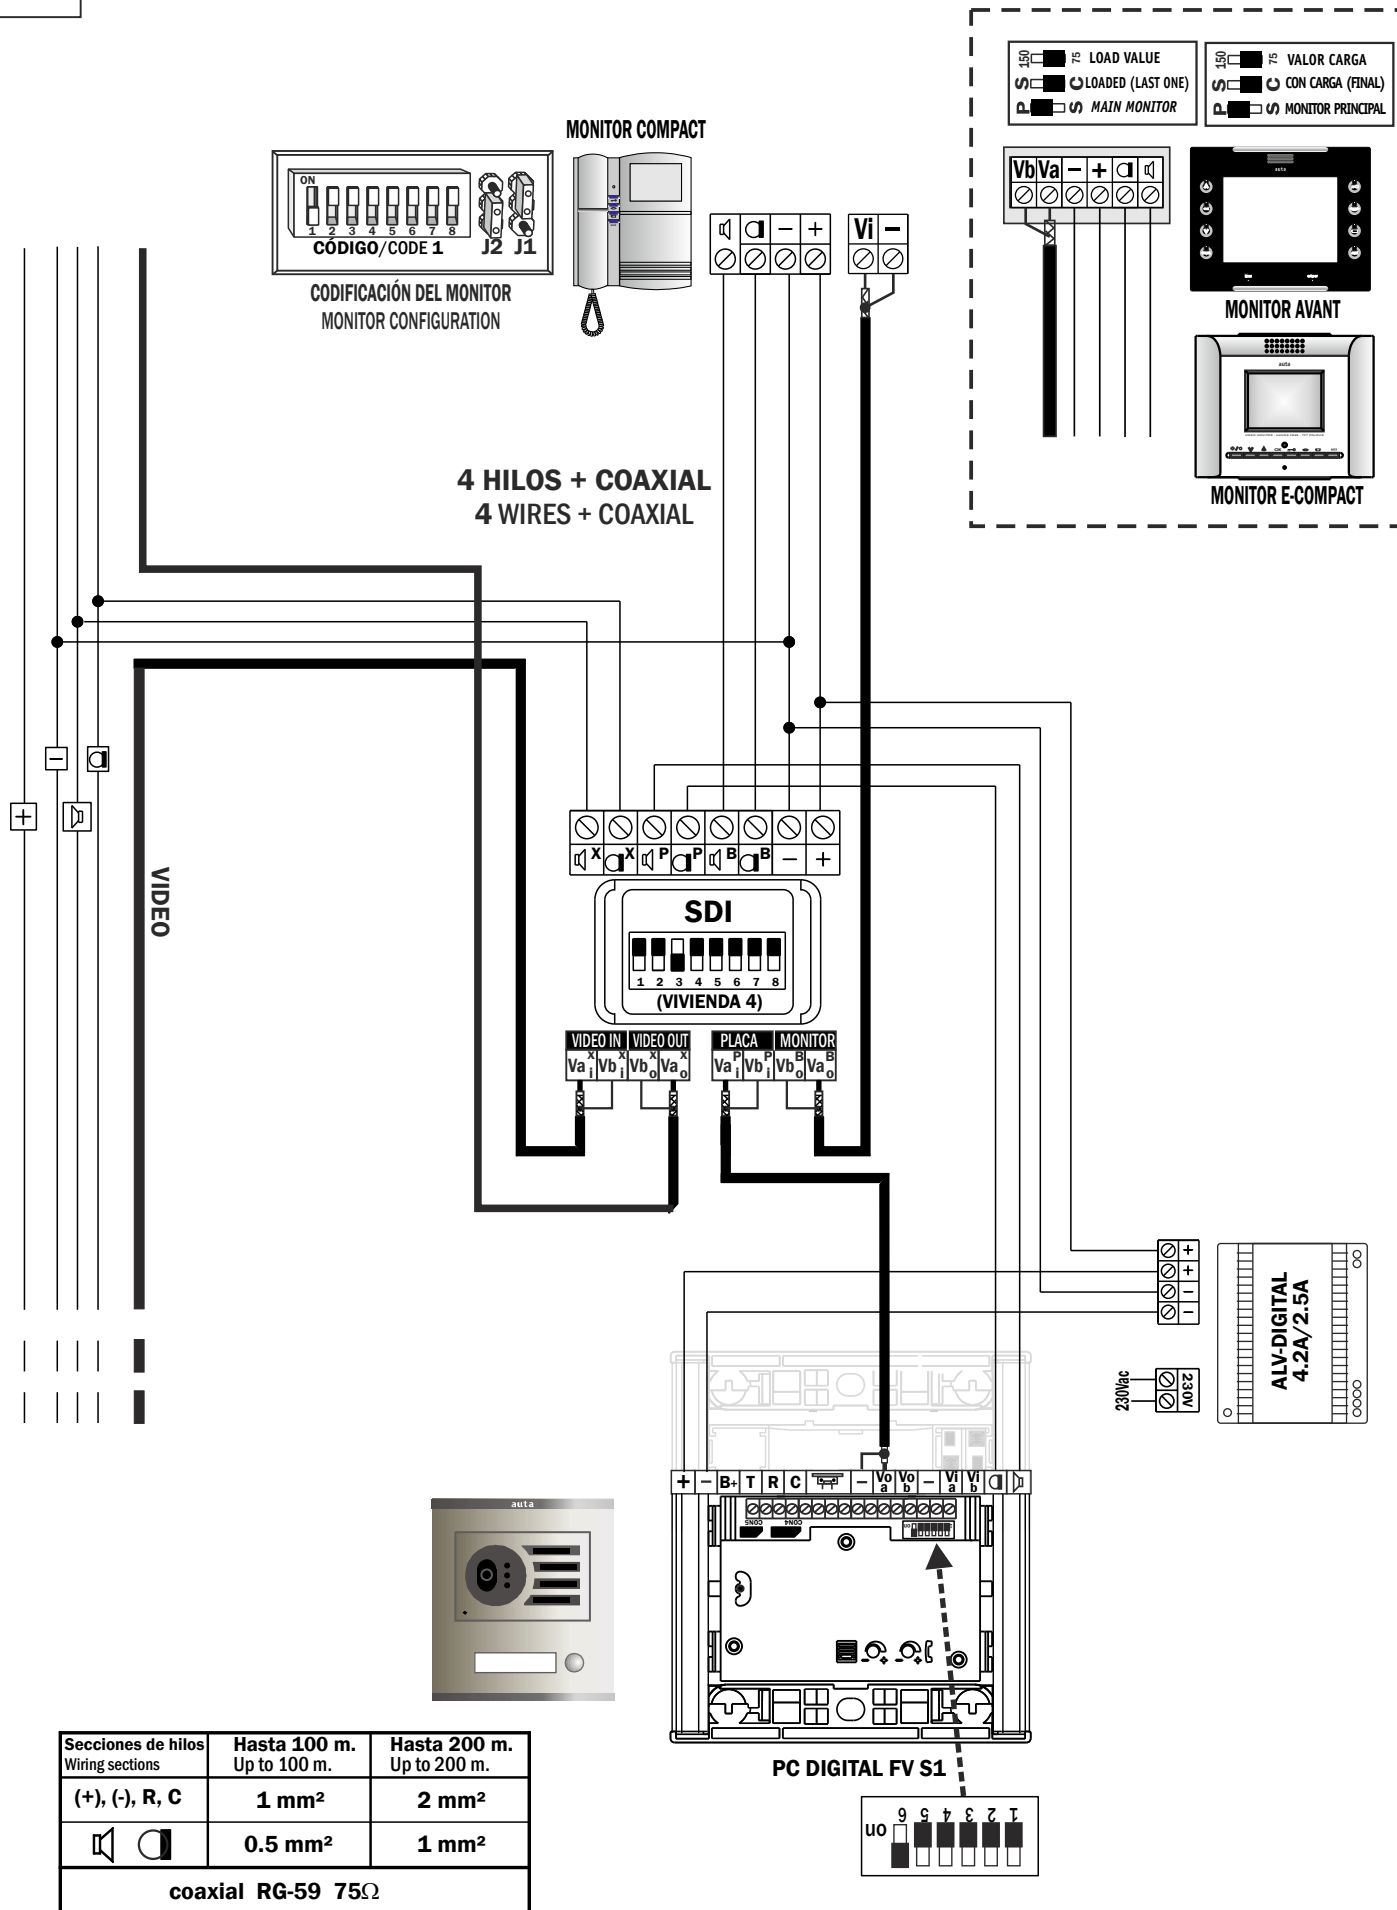 150 75 LOAD VALUE
S C LOADED (LAST ONE)
P S MAIN MONITOR
150 75 VALOR CARGA
S C CON CARGA (FINAL)
P S MONITOR PRINCIPAL
MONITOR COMPACT
ON
1 2 3 4 5 6 7 8
CÓDIGO/CODE 1
J2 J1
CODIFICACIÓN DEL MONITOR
MONITOR CONFIGURATION
− +
Vi −
Vb Va − +
auta
MONITOR AVANT
auta
MONITOR E-COMPACT
4 HILOS + COAXIAL
4 WIRES + COAXIAL
−
+
VIDEO
X X P P B B − +
SDI
1 2 3 4 5 6 7 8
(VIVIENDA 4)
VIDEO IN VIDEO OUT PLACA MONITOR
Va i X Vb i X Vb o X Va o X Va i P Vb i P Vb o B Va o B
+
+
−
−
ALV-DIGITAL
4.2A/2.5A
230Vac
230V
+ − B+ T R C − Vo a Vo b − Vi a Vi b
CON5 CON4
on
auta
PC DIGITAL FV S1
on 6 5 4 3 2 1
Secciones de hilos Hasta 100 m. Hasta 200 m.
Wiring sections Up to 100 m. Up to 200 m.
(+), (-), R, C 1 mm² 2 mm²
0.5 mm² 1 mm²
coaxial RG-59 75Ω